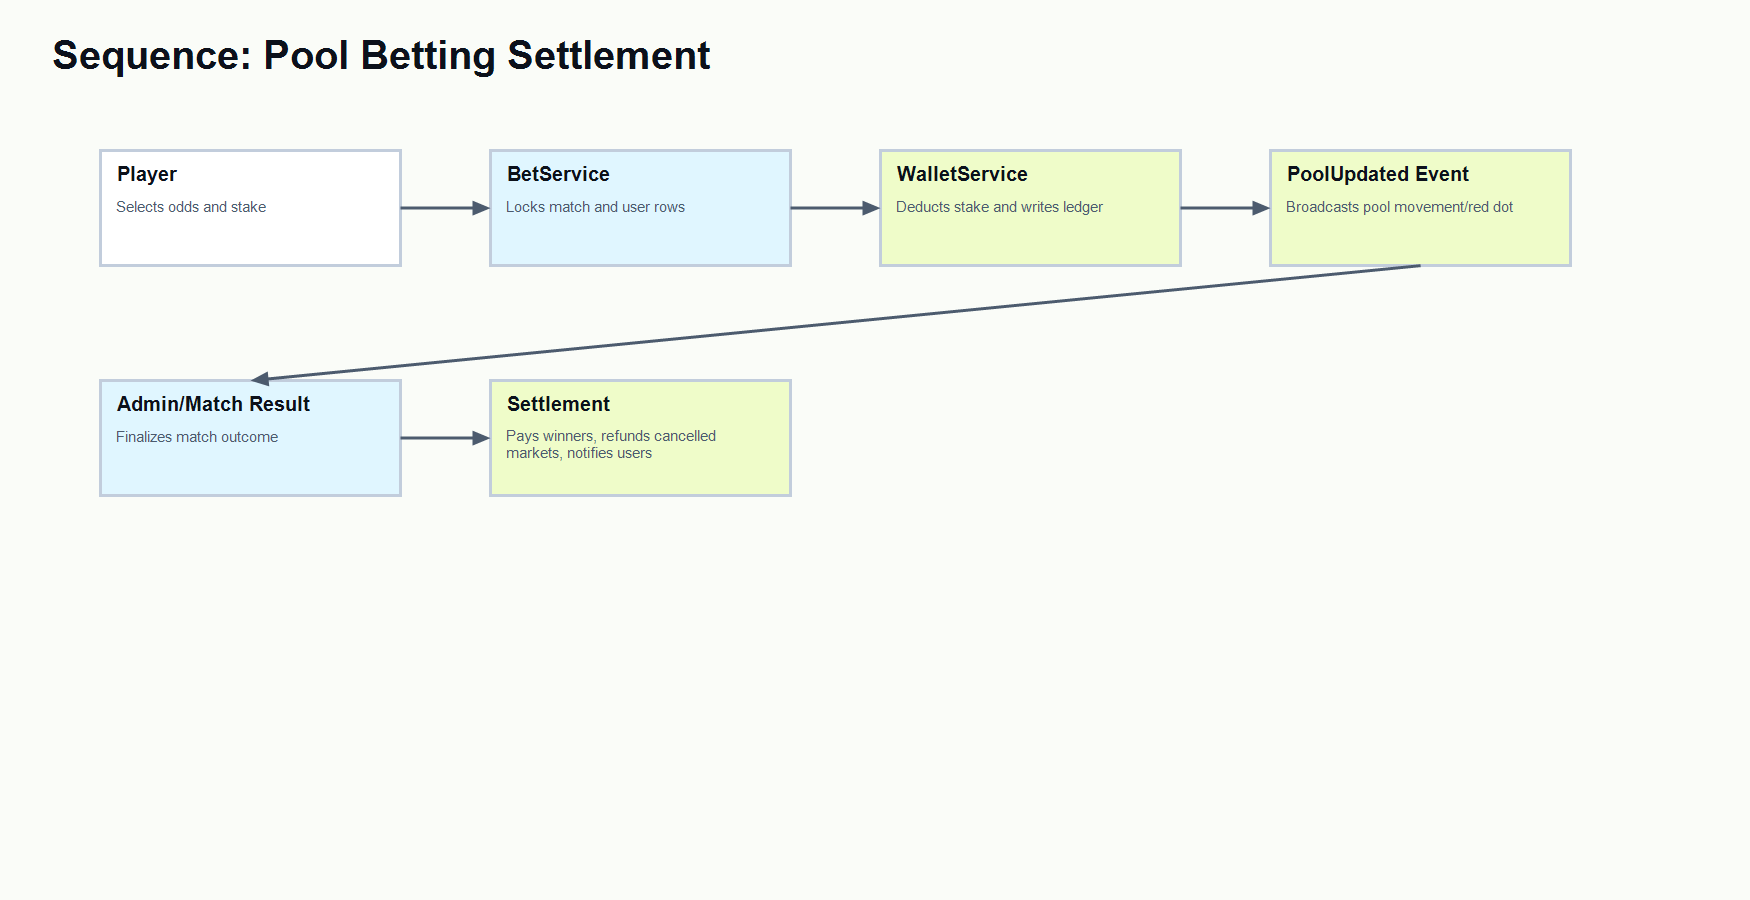 Sequence: Pool Betting Settlement
Player
Selects odds and stake
BetService
Locks match and user rows
WalletService
Deducts stake and writes ledger
PoolUpdated Event
Broadcasts pool movement/red dot
Admin/Match Result
Finalizes match outcome
Settlement
Pays winners, refunds cancelled
markets, notifies users